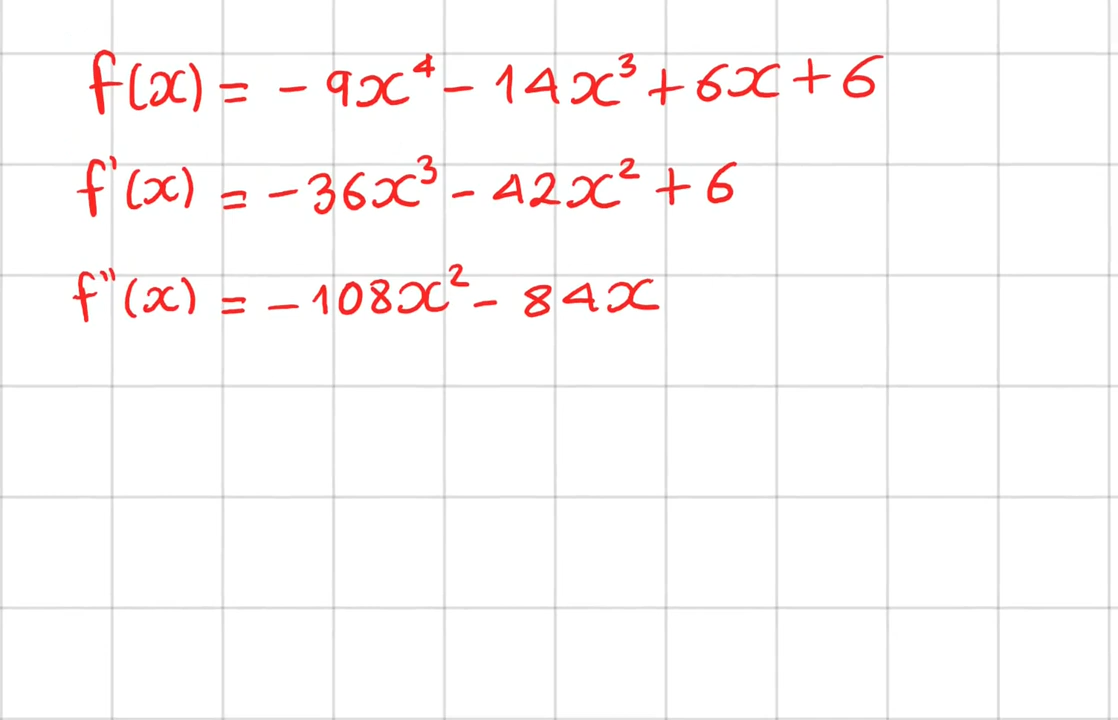 f(x) = - 9x⁴ - 14x³ + 6x + 6
f'(x) = - 36x³ - 42x² + 6
f"(x) = - 108x² - 84x